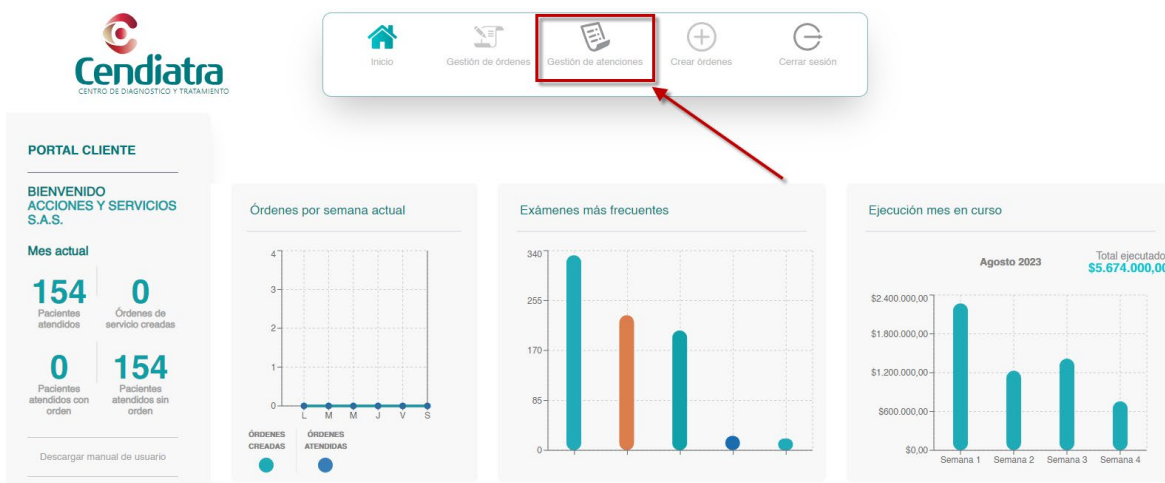 Cendiatra
CENTRO DE DIAGNOSTICO Y TRATAMIENTO
Inicio
Gestión de órdenes
Gestión de atenciones
Crear órdenes
Cerrar sesión
PORTAL CLIENTE
BIENVENIDO
ACCIONES Y SERVICIOS
S.A.S.
Mes actual
154
Pacientes
atendidos
0
Órdenes de
servicio creadas
0
Pacientes
atendidos con
orden
154
Pacientes
atendidos sin
orden
Descargar manual de usuario
Órdenes por semana actual
4
3
2
1
0
L M M J V S
ÓRDENES
CREADAS
ÓRDENES
ATENDIDAS
Exámenes más frecuentes
340
255
170
85
0
Ejecución mes en curso
Agosto 2023
Total ejecutado
$5.674.000,00
$2.400.000,00
$1.800.000,00
$1.200.000,00
$600.000,00
$0,00
Semana 1 Semana 2 Semana 3 Semana 4